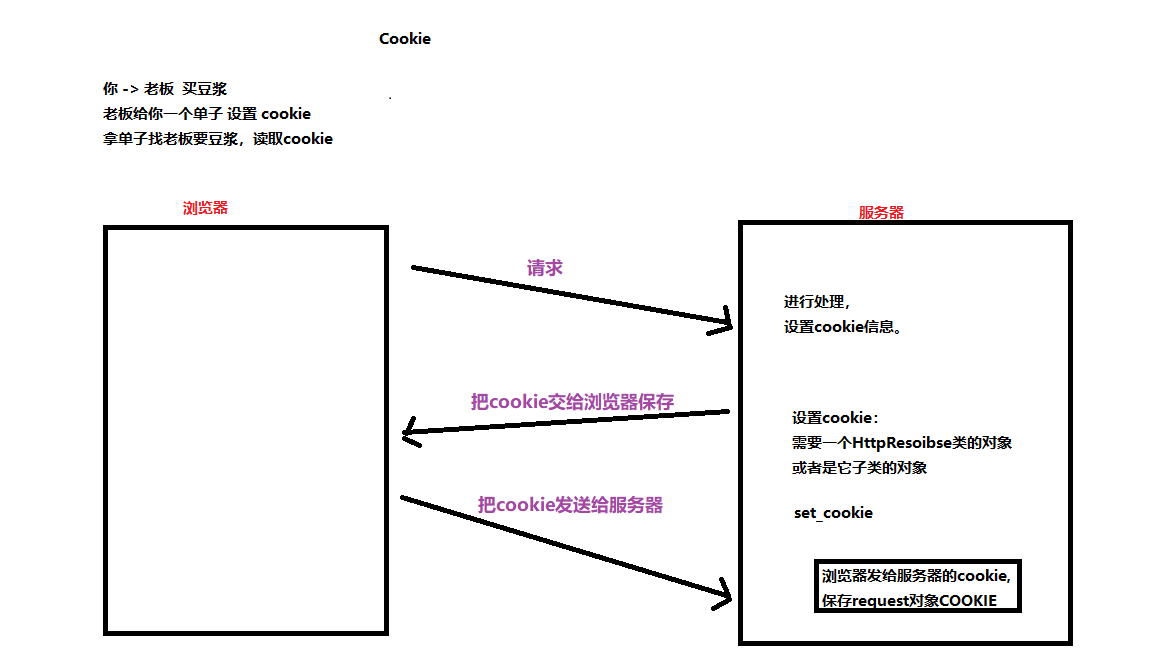 Cookie
你 -> 老板 买豆浆
老板给你一个单子 设置 cookie
拿单子找老板要豆浆，读取cookie
浏览器
服务器
请求
进行处理，
设置cookie信息。
把cookie交给浏览器保存
设置cookie：
需要一个HttpResoibse类的对象
或者是它子类的对象
把cookie发送给服务器
set_cookie
浏览器发给服务器的cookie,
保存request对象COOKIE